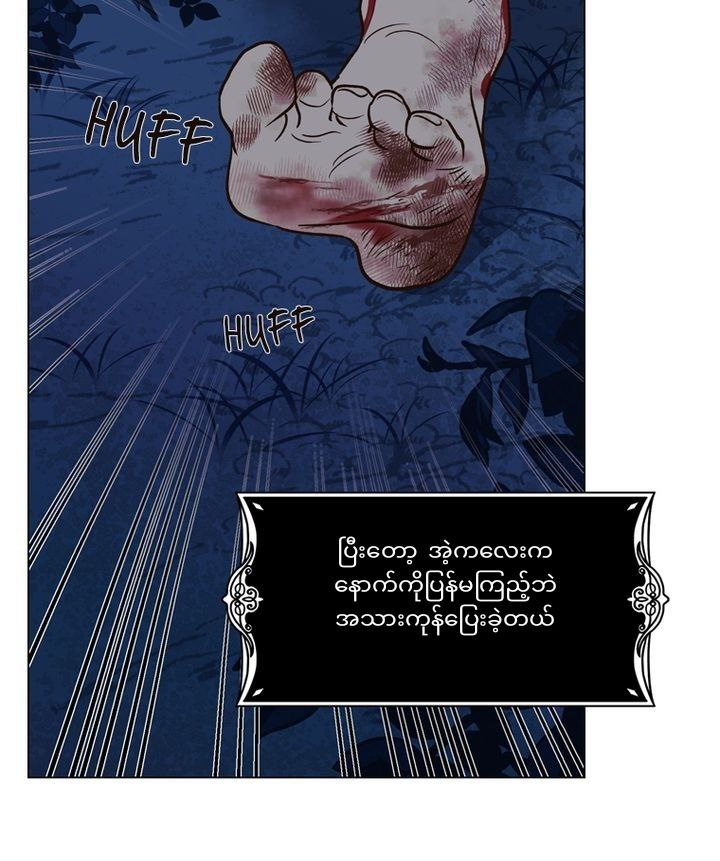 HUFF
HUFF
ပြီးတော့ အဲ့ကလေးက
နောက်ကိုပြန်မကြည့်ဘဲ
အသားကုန်ပြေးခဲ့တယ်